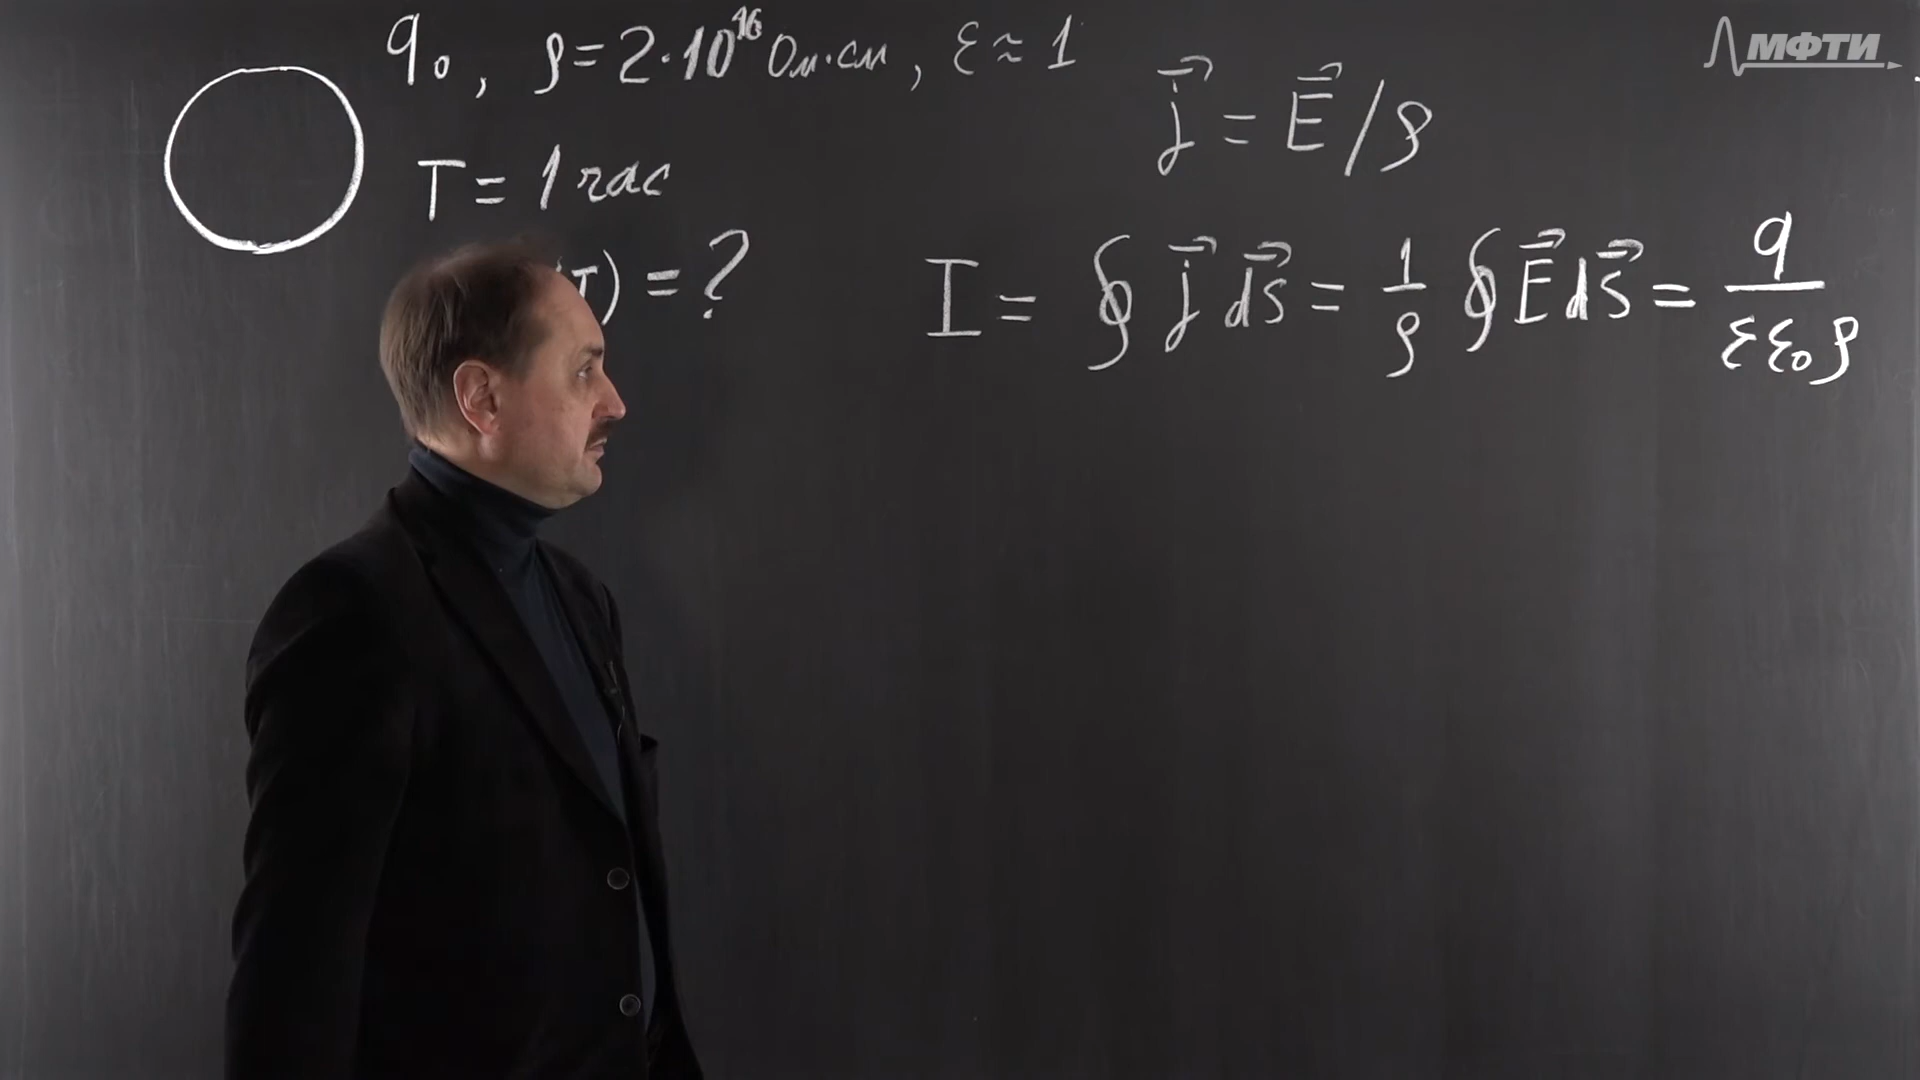 q₀, ρ = 2·10¹⁶ Ом·см, ε ≈ 1
T = 1 час
T) = ?
j⃗ = E⃗/ρ
I = ∮ j⃗ dS⃗ = 1/ρ ∮ E⃗ dS⃗ = q/(εε₀ρ)
МФТИ